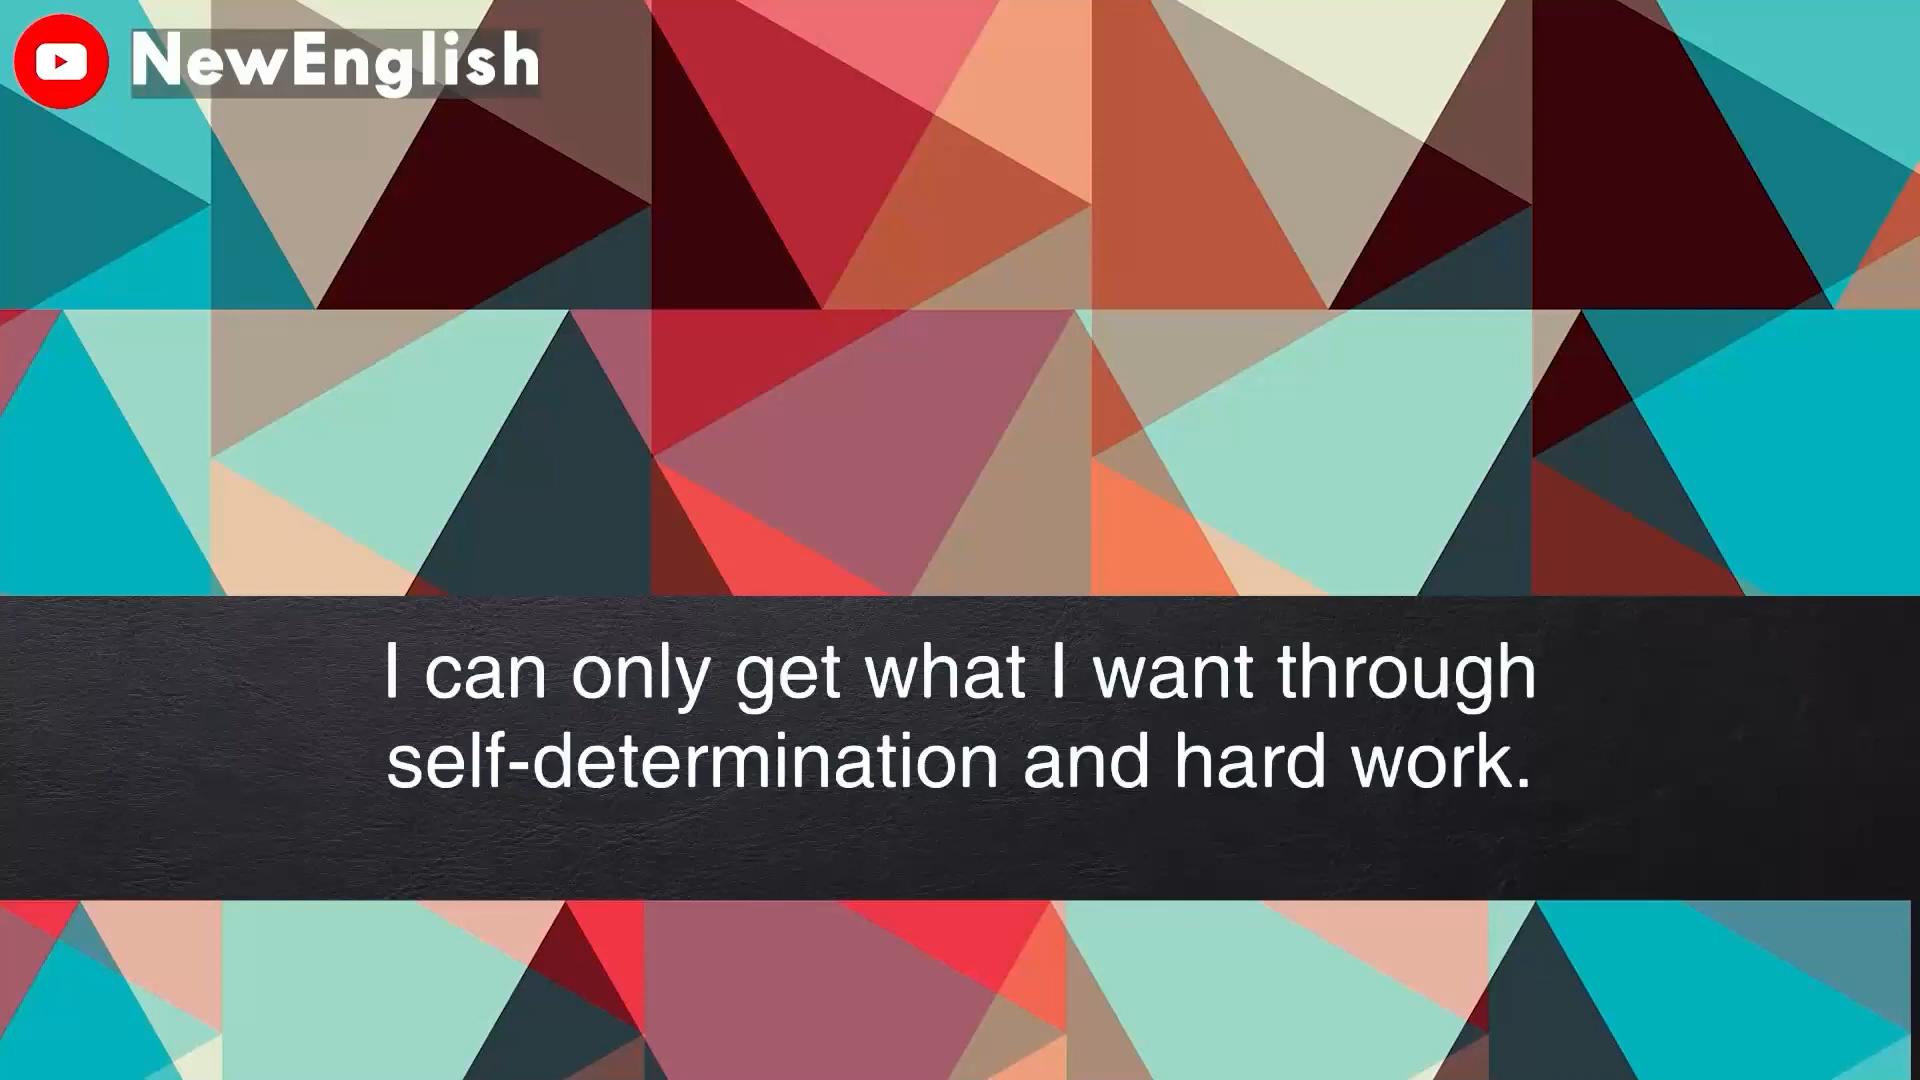 NewEnglish
I can only get what I want through
self-determination and hard work.